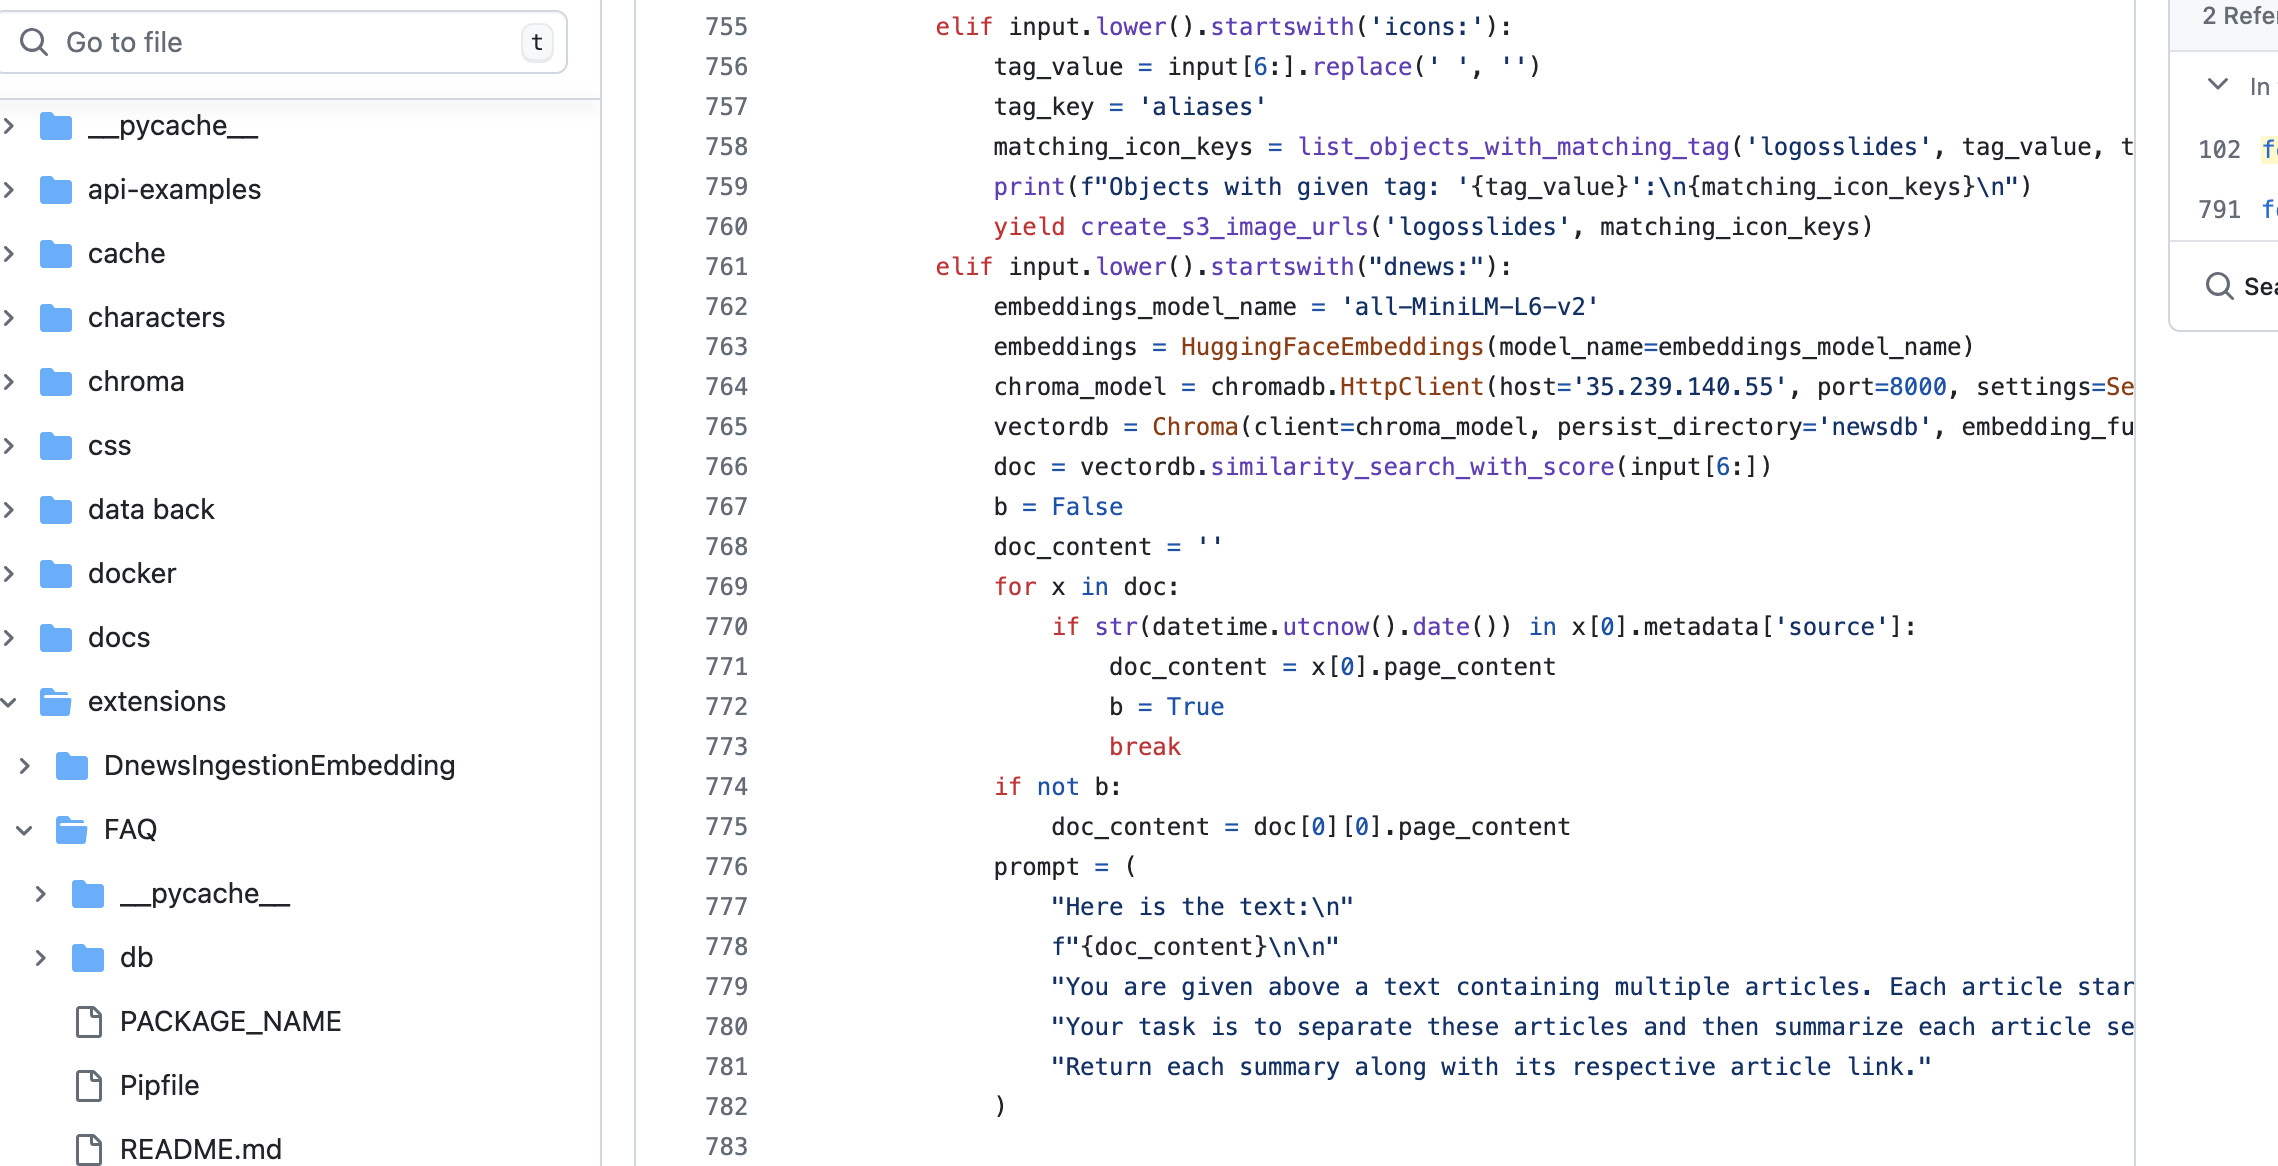 Go to file
t
__pycache__
api-examples
cache
characters
chroma
css
data back
docker
docs
extensions
DnewsIngestionEmbedding
FAQ
__pycache__
db
PACKAGE_NAME
Pipfile
README.md
755 elif input.lower().startswith('icons:'):
756 tag_value = input[6:].replace(' ', '')
757 tag_key = 'aliases'
758 matching_icon_keys = list_objects_with_matching_tag('logosslides', tag_value, t
759 print(f"Objects with given tag: '{tag_value}':\n{matching_icon_keys}\n")
760 yield create_s3_image_urls('logosslides', matching_icon_keys)
761 elif input.lower().startswith("dnews:"):
762 embeddings_model_name = 'all-MiniLM-L6-v2'
763 embeddings = HuggingFaceEmbeddings(model_name=embeddings_model_name)
764 chroma_model = chromadb.HttpClient(host='35.239.140.55', port=8000, settings=Se
765 vectordb = Chroma(client=chroma_model, persist_directory='newsdb', embedding_fu
766 doc = vectordb.similarity_search_with_score(input[6:])
767 b = False
768 doc_content = ''
769 for x in doc:
770 if str(datetime.utcnow().date()) in x[0].metadata['source']:
771 doc_content = x[0].page_content
772 b = True
773 break
774 if not b:
775 doc_content = doc[0][0].page_content
776 prompt = (
777 "Here is the text:\n"
778 f"{doc_content}\n\n"
779 "You are given above a text containing multiple articles. Each article star
780 "Your task is to separate these articles and then summarize each article se
781 "Return each summary along with its respective article link."
782 )
783
2 Refe
In
102 f
791 f
Sea